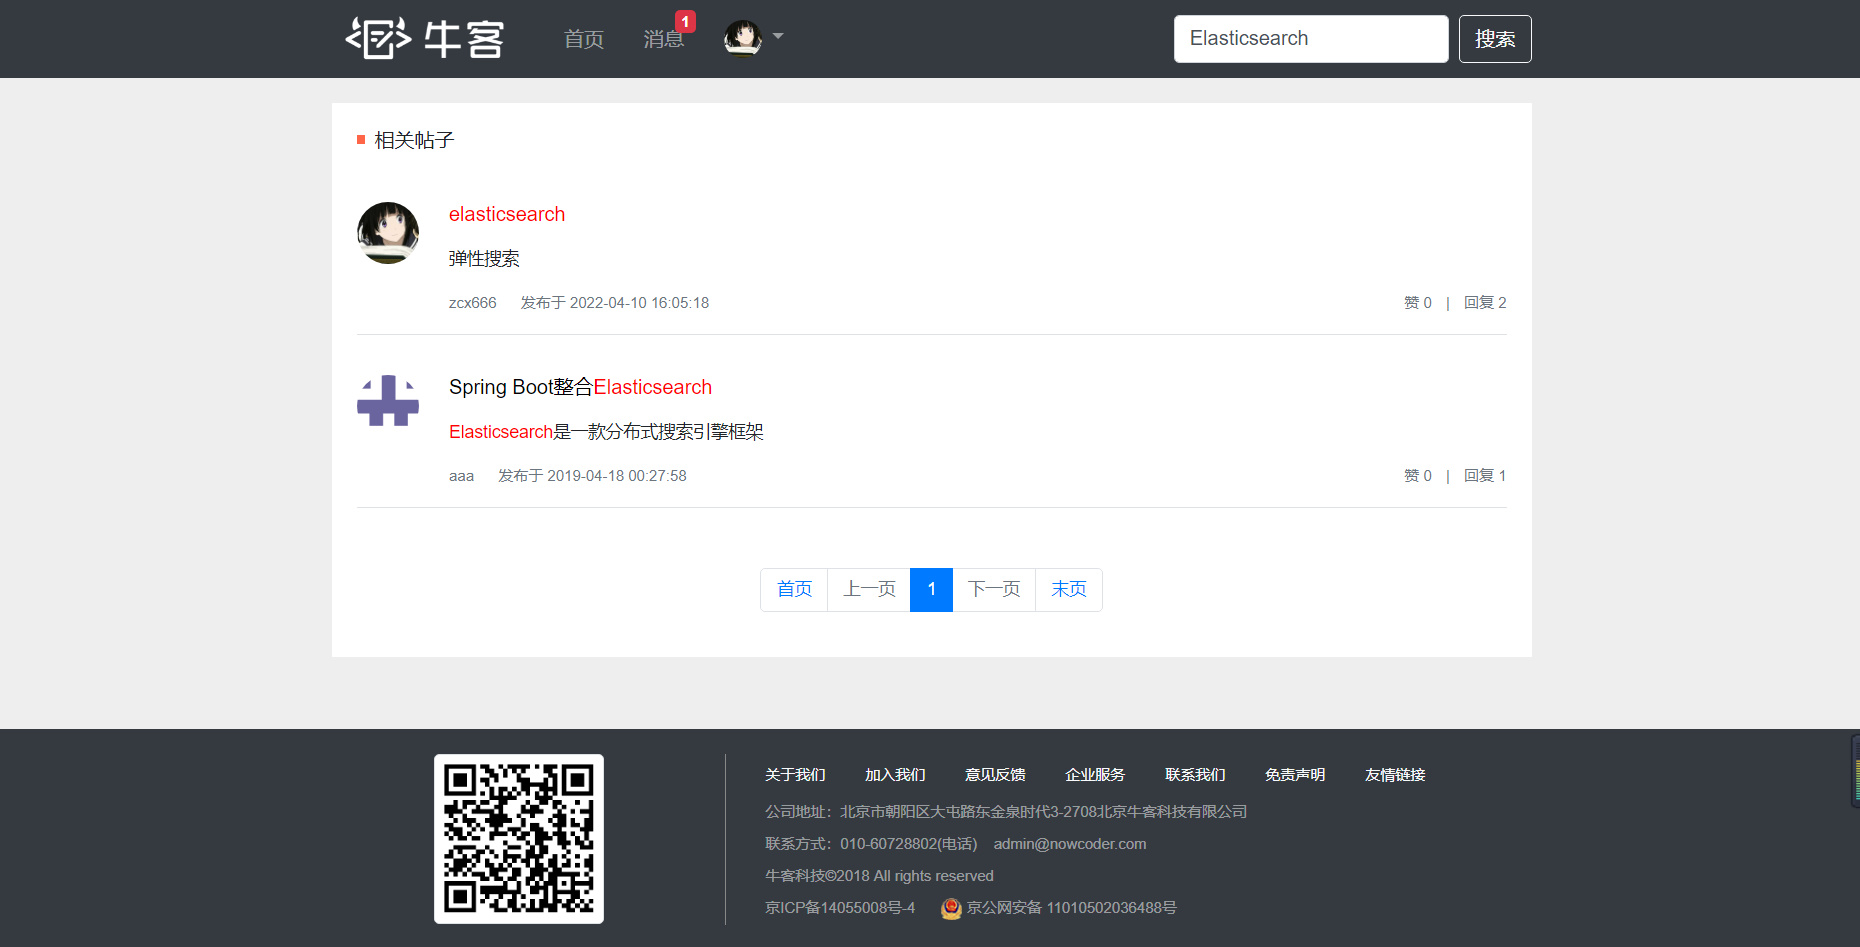 牛客 首页 消息 1 Elasticsearch 搜索
相关帖子
elasticsearch
弹性搜索
zcx666 发布于 2022-04-10 16:05:18 赞 0 | 回复 2
Spring Boot整合Elasticsearch
Elasticsearch是一款分布式搜索引擎框架
aaa 发布于 2019-04-18 00:27:58 赞 0 | 回复 1
首页 上一页 1 下一页 末页
关于我们 加入我们 意见反馈 企业服务 联系我们 免责声明 友情链接
公司地址：北京市朝阳区大屯路东金泉时代3-2708北京牛客科技有限公司
联系方式：010-60728802(电话) admin@nowcoder.com
牛客科技©2018 All rights reserved
京ICP备14055008号-4 京公网安备 11010502036488号